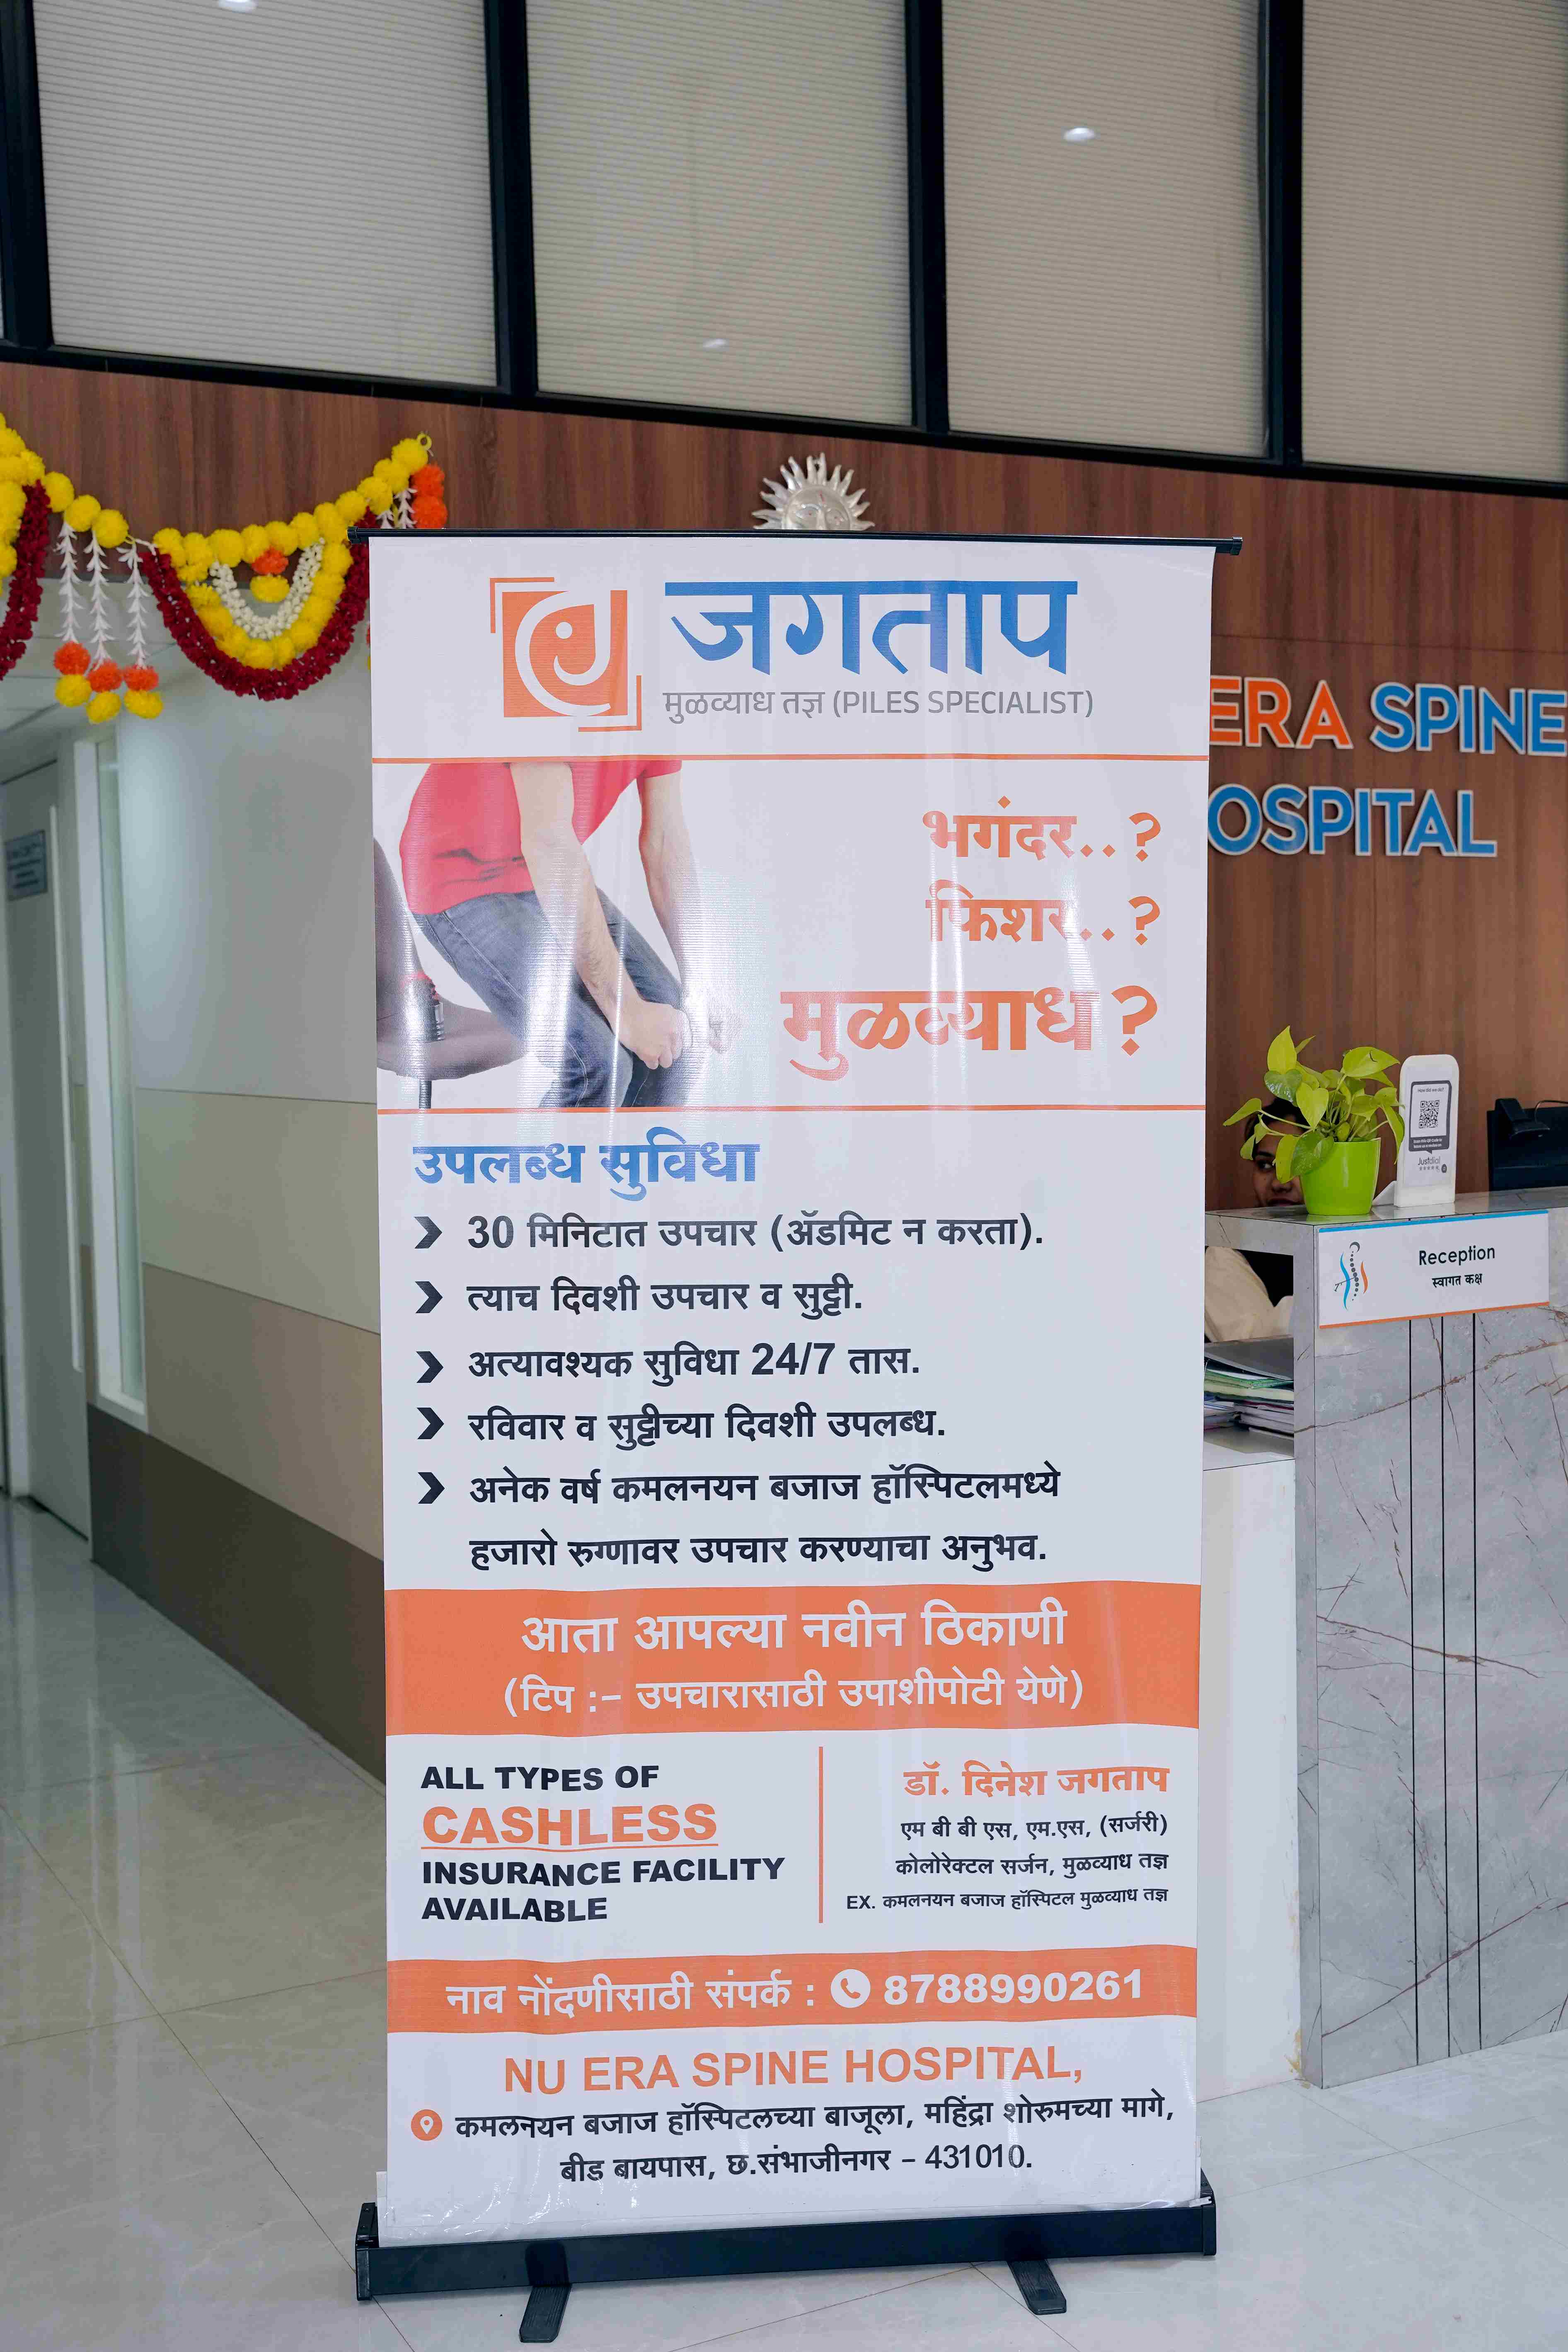 जगताप
मुळव्याध तज्ञ (PILES SPECIALIST)
भगंदर..?
फिशर..?
मुळव्याध?
उपलब्ध सुविधा
30 मिनिटात उपचार (ॲडमिट न करता).
त्याच दिवशी उपचार व सुट्टी.
अत्यावश्यक सुविधा 24/7 तास.
रविवार व सुट्टीच्या दिवशी उपलब्ध.
अनेक वर्ष कमलनयन बजाज हॉस्पिटलमध्ये
हजारो रुग्णावर उपचार करण्याचा अनुभव.
आता आपल्या नवीन ठिकाणी
(टिप :– उपचारासाठी उपाशीपोटी येणे)
ALL TYPES OF
CASHLESS
INSURANCE FACILITY
AVAILABLE
डॉ. दिनेश जगताप
एम बी बी एस, एम.एस, (सर्जरी)
कोलोरेक्टल सर्जन, मुळव्याध तज्ञ
EX. कमलनयन बजाज हॉस्पिटल मुळव्याध तज्ञ
नाव नोंदणीसाठी संपर्क : 8788990261
NU ERA SPINE HOSPITAL,
कमलनयन बजाज हॉस्पिटलच्या बाजूला, महिंद्रा शोरुमच्या मागे,
बीड बायपास, छ.संभाजीनगर – 431010.
ERA SPINE
OSPITAL
Justdial
Reception
स्वागत कक्ष